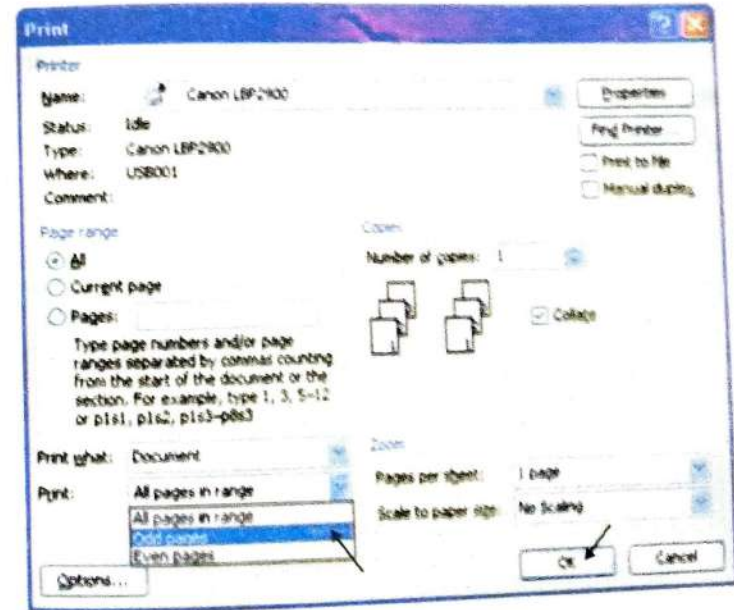 Print
Printer
Name: Canon LBP2900 Properties
Status: Idle Find Printer...
Type: Canon LBP2900
Where: USB001 Print to file
Comment: Manual duplex
Page range Copies
All Number of copies: 1
Current page
Pages: Collate
Type page numbers and/or page
ranges separated by commas counting
from the start of the document or the
section. For example, type 1, 3, 5-12
or p1s1, p1s2, p1s3-p8s3
Zoom
Print what: Document Pages per sheet: 1 page
Print: All pages in range Scale to paper size: No Scaling
All pages in range
Odd pages
Even pages
Options... OK Cancel